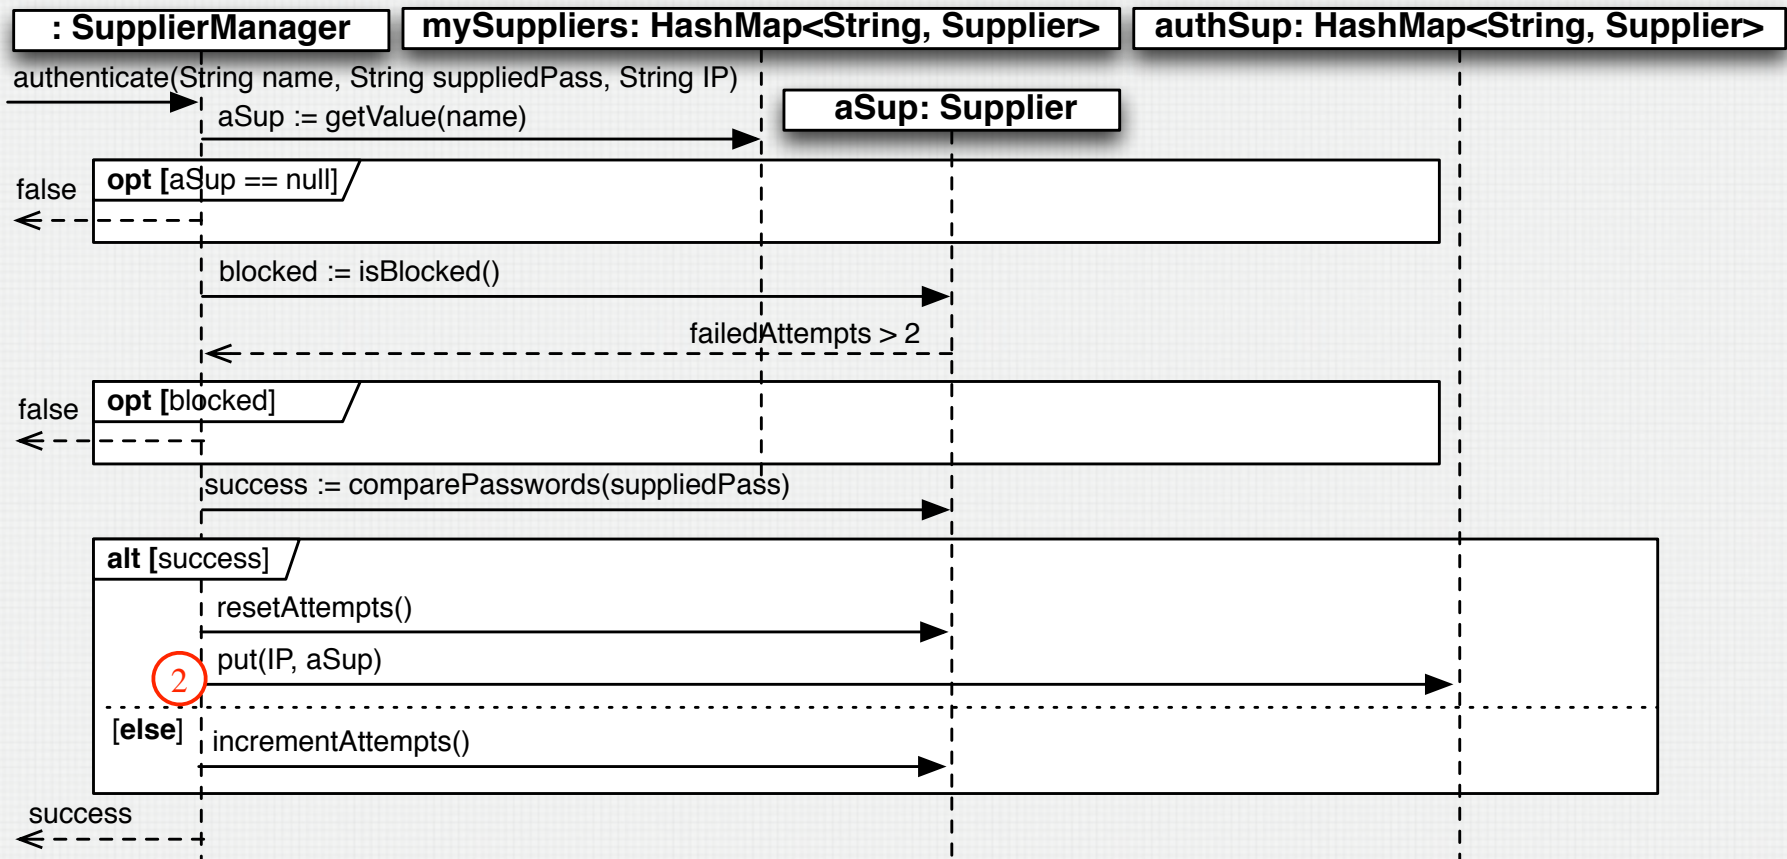 : SupplierManager
mySuppliers: HashMap<String, Supplier>
authSup: HashMap<String, Supplier>
authenticate(String name, String suppliedPass, String IP)
aSup := getValue(name)
aSup: Supplier
opt [aSup == null]
false
blocked := isBlocked()
failedAttempts > 2
opt [blocked]
false
success := comparePasswords(suppliedPass)
alt [success]
resetAttempts()
put(IP, aSup)
2
[else]
incrementAttempts()
success